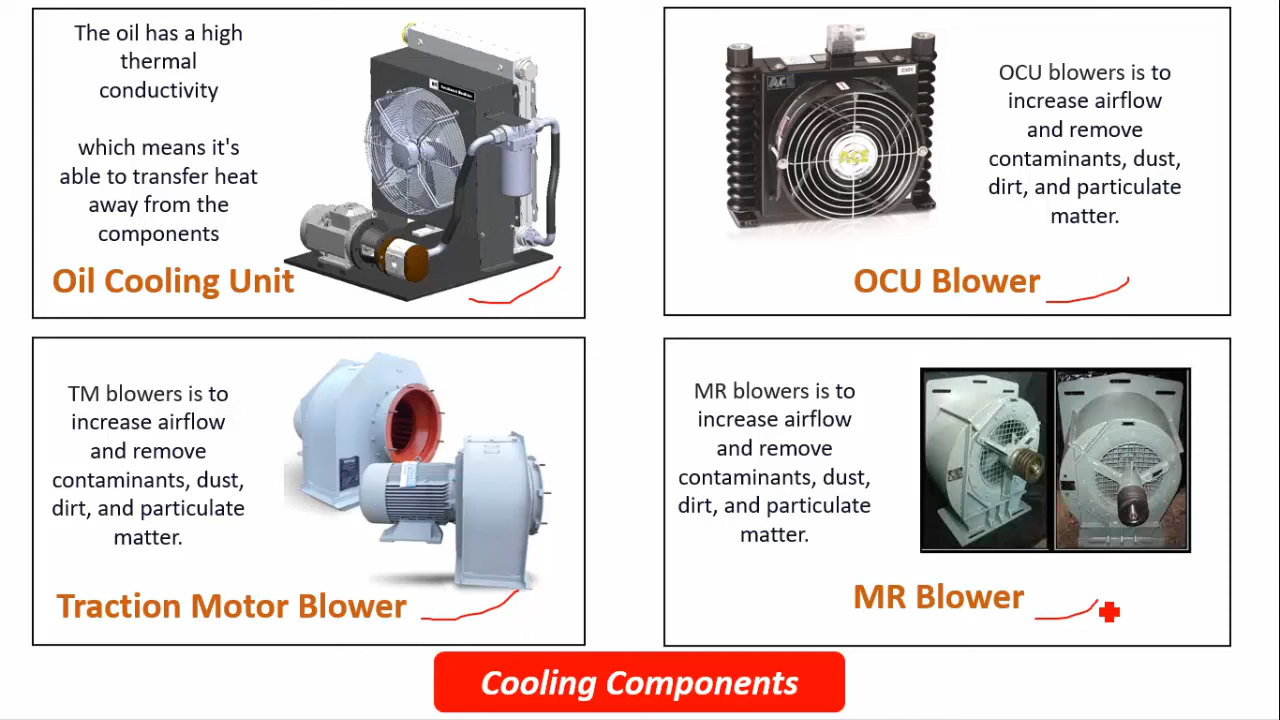 The oil has a high
thermal
conductivity
which means it's
able to transfer heat
away from the
components
Oil Cooling Unit
OCU blowers is to
increase airflow
and remove
contaminants, dust,
dirt, and particulate
matter.
OCU Blower
TM blowers is to
increase airflow
and remove
contaminants, dust,
dirt, and particulate
matter.
Traction Motor Blower
MR blowers is to
increase airflow
and remove
contaminants, dust,
dirt, and particulate
matter.
MR Blower
Cooling Components